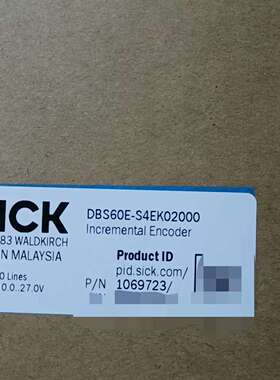 ICK
DBS60E-S4EK02000
Incremental Encoder
83 WALDKIRCH
N MALAYSIA
Product ID
pid.sick.com/
0 Lines
P/N 1069723/
0.0..27.0V